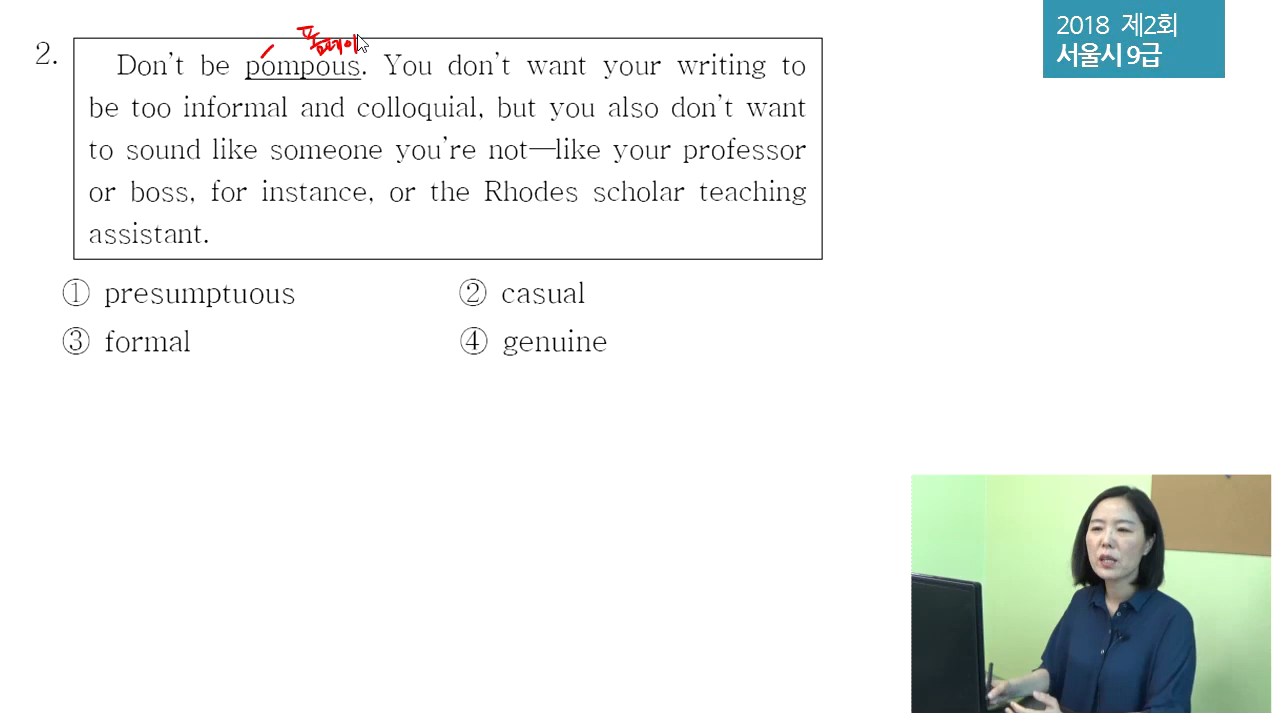 2018 제2회
서울시 9급
2. Don't be pompous. You don't want your writing to
be too informal and colloquial, but you also don't want
to sound like someone you're not—like your professor
or boss, for instance, or the Rhodes scholar teaching
assistant.
① presumptuous ② casual
③ formal ④ genuine